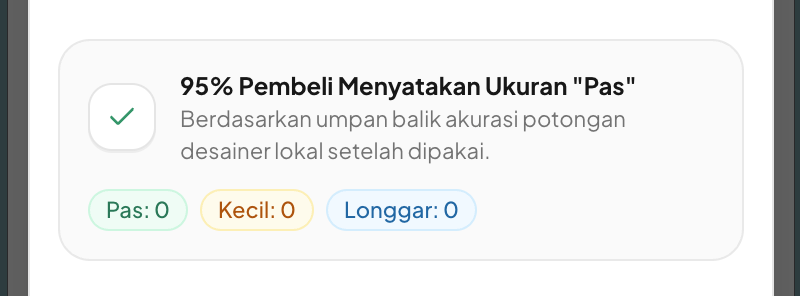 95% Pembeli Menyatakan Ukuran "Pas"
Berdasarkan umpan balik akurasi potongan
desainer lokal setelah dipakai.
Pas: 0 Kecil: 0 Longgar: 0